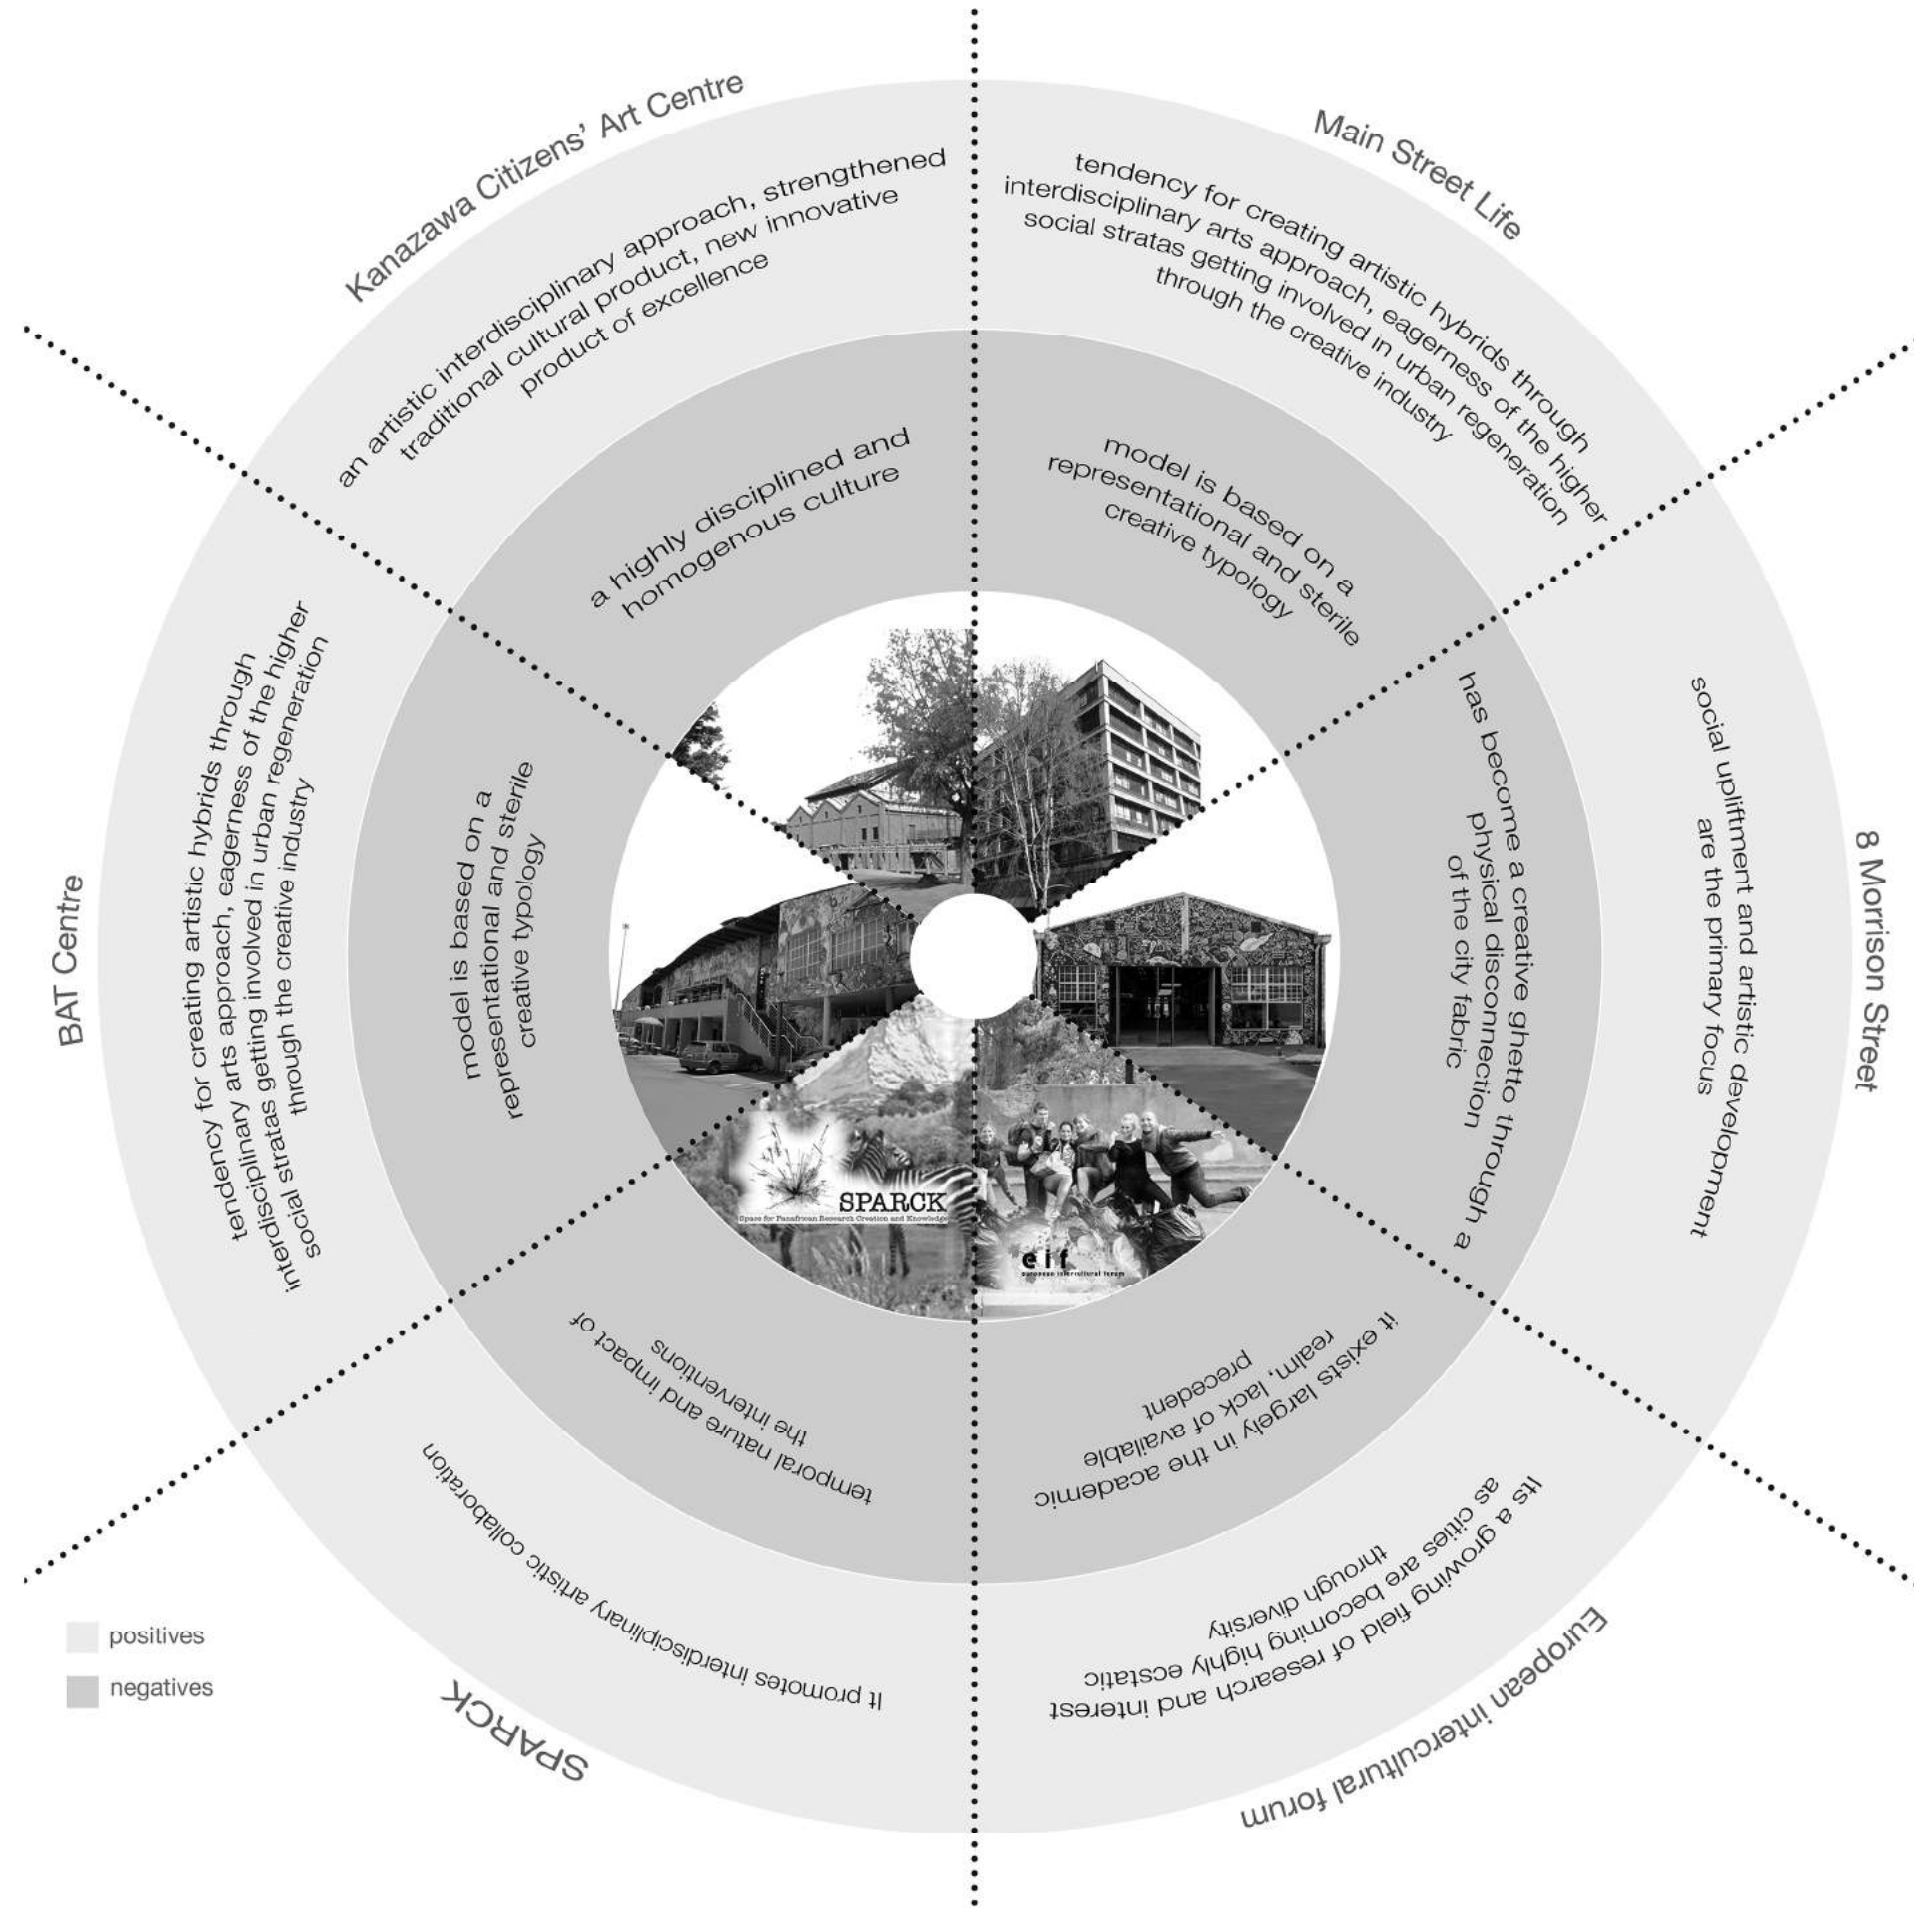 Kanazawa Citizens' Art Centre
an artistic interdisciplinary approach, strengthened
traditional cultural product, new innovative
product of excellence
a highly disciplined and
homogenous culture
Main Street Life
tendency for creating artistic hybrids through
interdisciplinary arts approach, eagerness of the higher
social stratas getting involved in urban regeneration
through the creative industry
model is based on a
representational and sterile
creative typology
8 Morrison Street
social upliftment and artistic development
are the primary focus
has become a creative ghetto through a
physical disconnection
of the city fabric
European intercultural forum
Its a growing field of research and interest
as cities are becoming highly ecstatic
through diversity
it exists largely in the academic
realm, lack of available
precedent
eif
european intercultural forum
SPARCK
It promotes interdisciplinary artistic collaboration
temporal nature and impact of
the interventions
SPARCK
Space for Panafrican Research Creation and Knowledge
BAT Centre
tendency for creating artistic hybrids through
tendeninary arts approach, eagerness of the higher
interdisciplinary getting involved in urban regeneration
social stratas the creative industry
through
model is based on a
representational and sterile
creative typology
positives
negatives